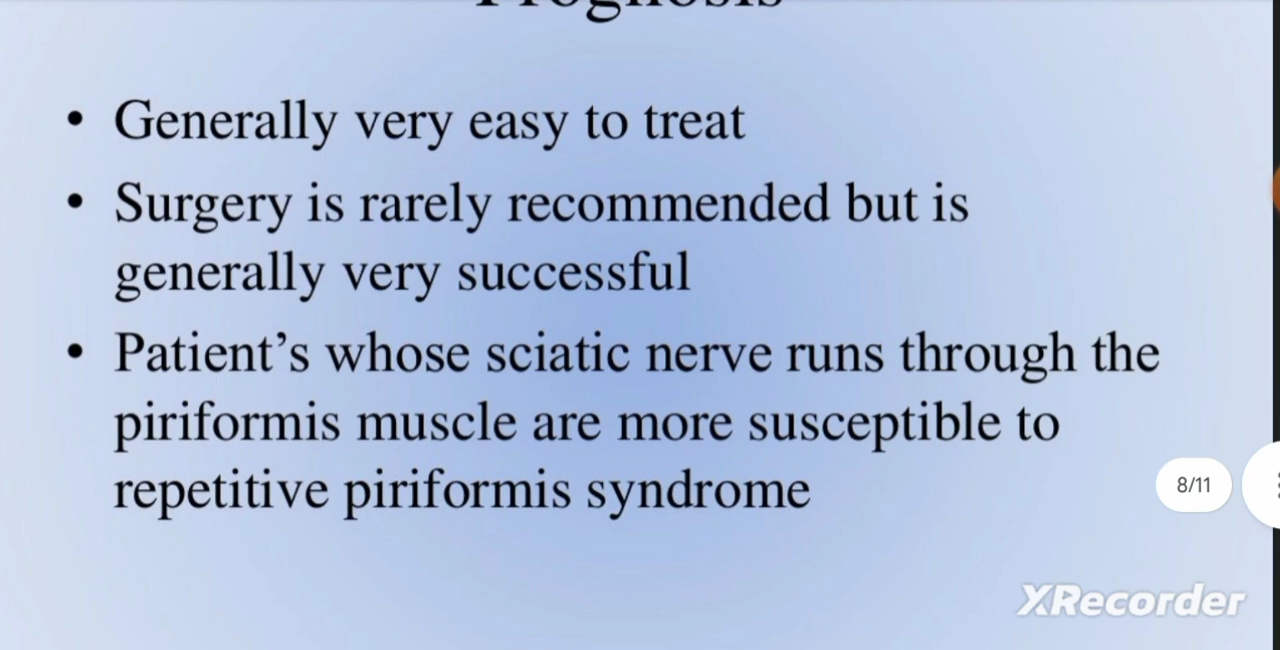 Prognosis
• Generally very easy to treat
• Surgery is rarely recommended but is
generally very successful
• Patient’s whose sciatic nerve runs through the
piriformis muscle are more susceptible to
repetitive piriformis syndrome
8/11
XRecorder